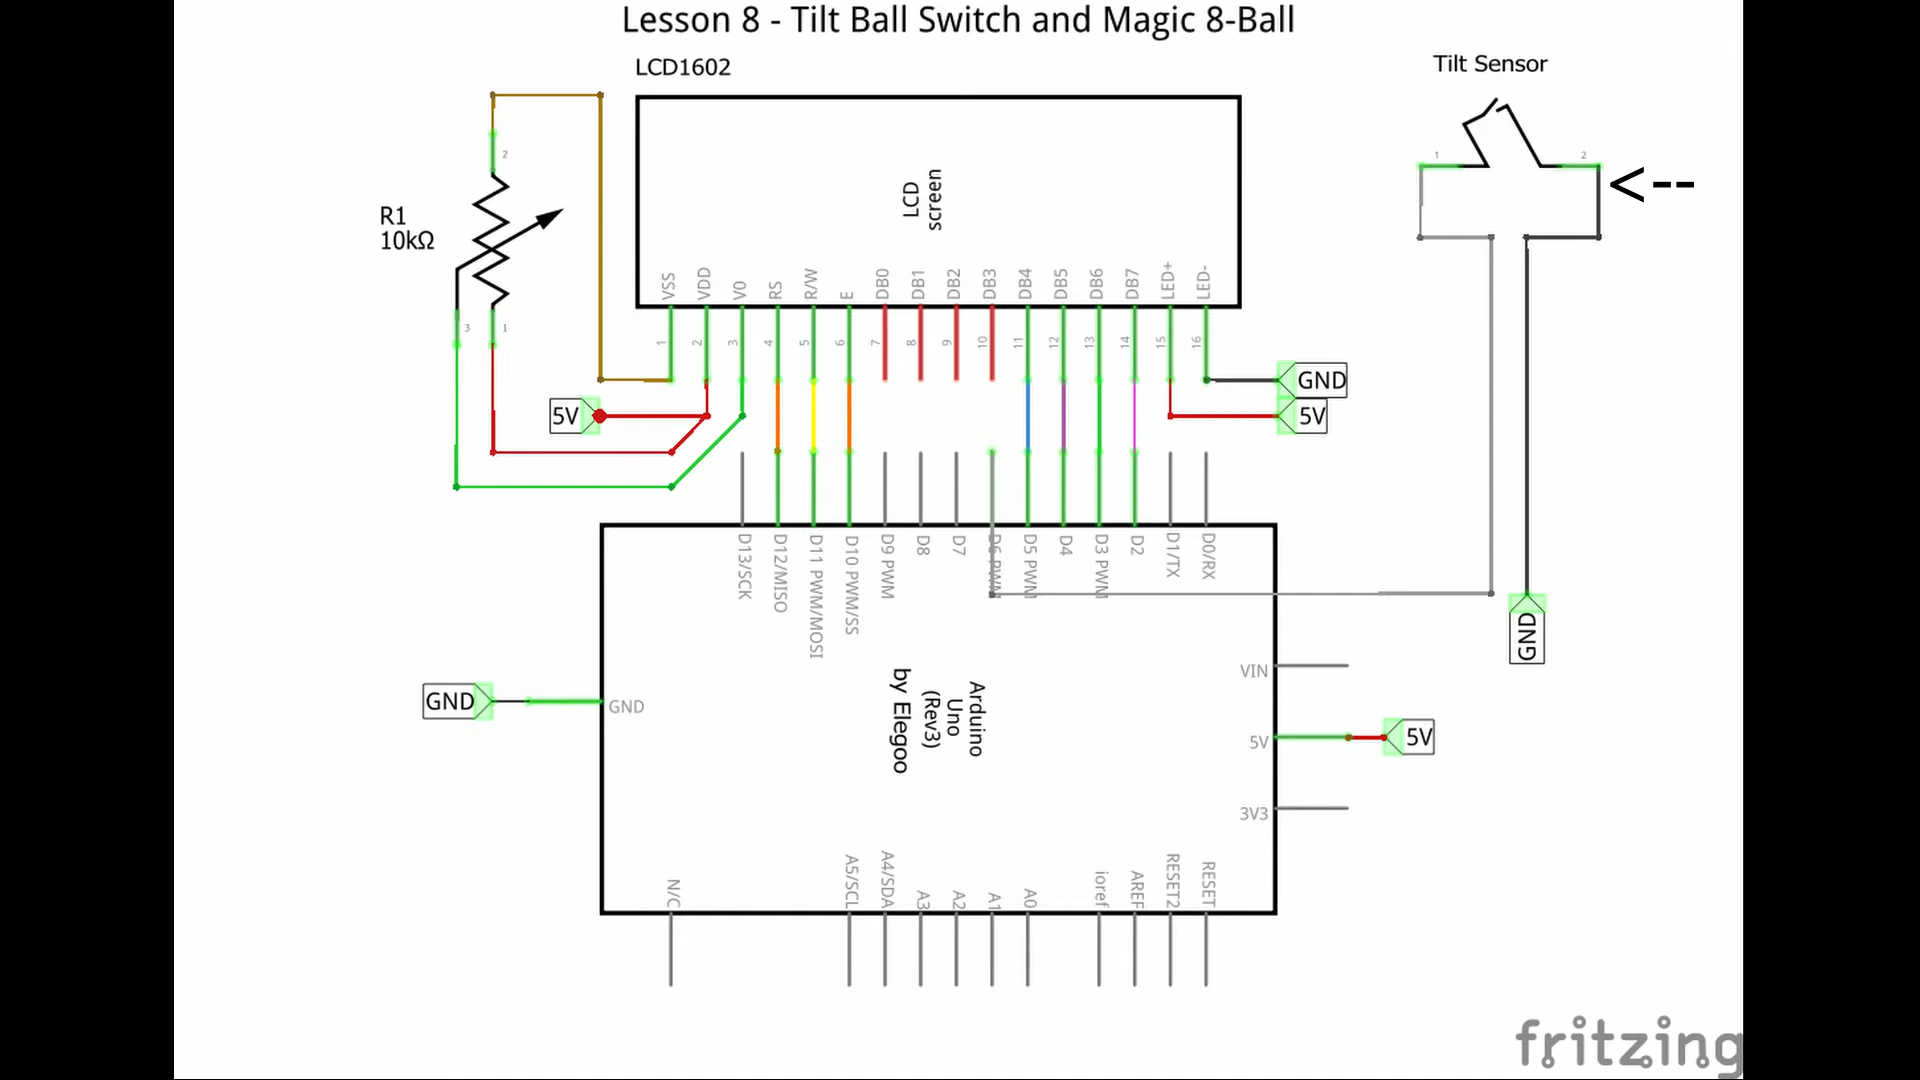 Lesson 8 - Tilt Ball Switch and Magic 8-Ball
LCD1602
Tilt Sensor
2
1
2
<--
R1
10kΩ
LCD
screen
VSS
VDD
V0
RS
R/W
E
DB0
DB1
DB2
DB3
DB4
DB5
DB6
DB7
LED+
LED-
3
1
1
2
3
4
5
6
7
8
9
10
11
12
13
14
15
16
GND
5V
5V
D13/SCK
D12/MISO
D11 PWM/MOSI
D10 PWM/SS
D9 PWM
D8
D7
D6 PWM
D5 PWM
D4
D3 PWM
D2
D1/TX
D0/RX
GND
VIN
GND
GND
Arduino
Uno
(Rev3)
by Elegoo
5V
5V
3V3
N/C
A5/SCL
A4/SDA
A3
A2
A1
A0
ioref
AREF
RESET2
RESET
fritzing